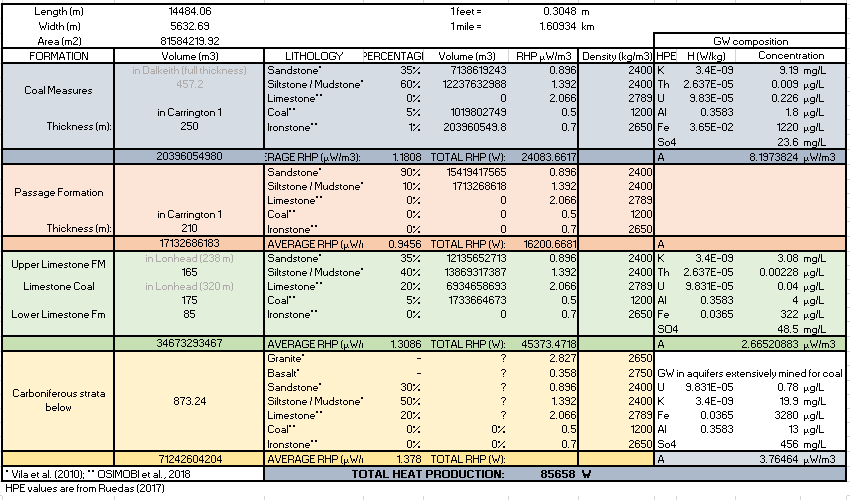 Length (m) 14484.06 1 feet = 0.3048 m
Width (m) 5632.69 1 mile = 1.60934 km
Area (m2) 81584219.92
GW composition
FORMATION Volume (m3) LITHOLOGY PERCENTAGI Volume (m3) RHP µW/m3 Density (kg/m3) HPE H (W/kg) Concentration
in Dalkeith (full thickness) Sandstone* 35% 7138619243 0.896 2400 K 3.4E-09 9.19 mg/L
Coal Measures 457.2 Siltstone / Mudstone* 60% 12237632988 1.392 2400 Th 2.637E-05 0.009 µg/L
Limestone** 0% 0 2.066 2789 U 9.83E-05 0.226 µg/L
in Carrington 1 Coal** 5% 1019802749 0.5 1200 Al 0.3583 1.8 µg/L
Thickness (m): 250 Ironstone** 1% 203960549.8 0.7 2650 Fe 3.65E-02 1220 µg/L
So4 23.6 mg/L
20396054980 ERAGE RHP (µW/m3): 1.1808 TOTAL RHP (W): 24083.6617 A 8.1973824 µW/m3
Sandstone* 90% 15419417565 0.896 2400
Passage Formation Siltstone / Mudstone* 10% 1713268618 1.392 2400
Limestone** 0% 0 2.066 2789
in Carrington 1 Coal** 0% 0 0.5 1200
Thickness (m): 210 Ironstone** 0% 0 0.7 2650
17132686183 AVERAGE RHP (µW/ 0.9456 TOTAL RHP (W): 16200.6681 A
Upper Limestone FM in Lonhead (238 m) Sandstone* 35% 12135652713 0.896 2400 K 3.4E-09 3.08 mg/L
165 Siltstone / Mudstone* 40% 13869317387 1.392 2400 Th 2.637E-05 0.00228 µg/L
Limestone Coal in Lonhead (320 m) Limestone** 20% 6934658693 2.066 2789 U 9.831E-05 0.04 µg/L
175 Coal** 5% 1733664673 0.5 1200 Al 0.3583 4 µg/L
Lower Limestone Fm 85 Ironstone** 0% 0 0.7 2650 Fe 0.0365 322 µg/L
SO4 48.5 mg/L
34673293467 AVERAGE RHP (µW/ 1.3086 TOTAL RHP (W): 45373.4718 A 2.66520883 µW/m3
Granite* - ? 2.827 2650
Basalt* - ? 0.358 2750 GW in aquifers extensively mined for coal
Carboniferous strata below 873.24 Sandstone* 30% ? 0.896 2400 U 9.831E-05 0.78 µg/L
Siltstone / Mudstone* 50% ? 1.392 2400 K 3.4E-09 19.9 mg/L
Limestone** 20% ? 2.066 2789 Fe 0.0365 3280 µg/L
Coal** 0% 0% 0.5 1200 Al 0.3583 13 µg/L
Ironstone** 0% 0% 0.7 2650 So4 456 mg/L
71242604204 AVERAGE RHP (µW/ 1.378 TOTAL RHP (W): A 3.76464 µW/m3
* Vila et al. (2010); ** OSIMOBI et al., 2018 TOTAL HEAT PRODUCTION: 85658 W
HPE values are from Ruedas (2017)